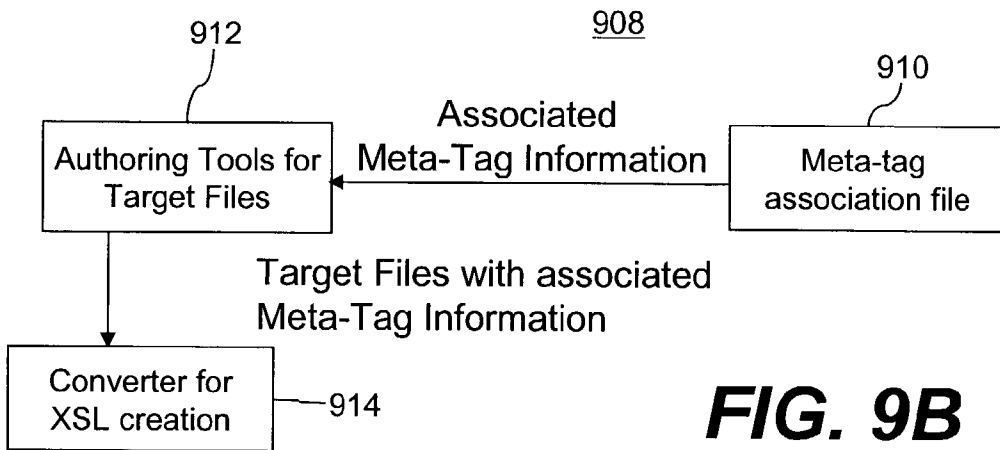 908
912
910
Associated
Meta-Tag Information
Authoring Tools for
Target Files
Meta-tag
association file
Target Files with associated
Meta-Tag Information
Converter for
XSL creation
914
FIG. 9B